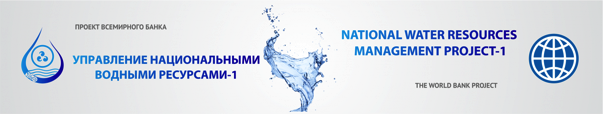 ПРОЕКТ ВСЕМИРНОГО БАНКА
УПРАВЛЕНИЕ НАЦИОНАЛЬНЫМИ
ВОДНЫМИ РЕСУРСАМИ-1
NATIONAL WATER RESOURCES
MANAGEMENT PROJECT-1
THE WORLD BANK PROJECT